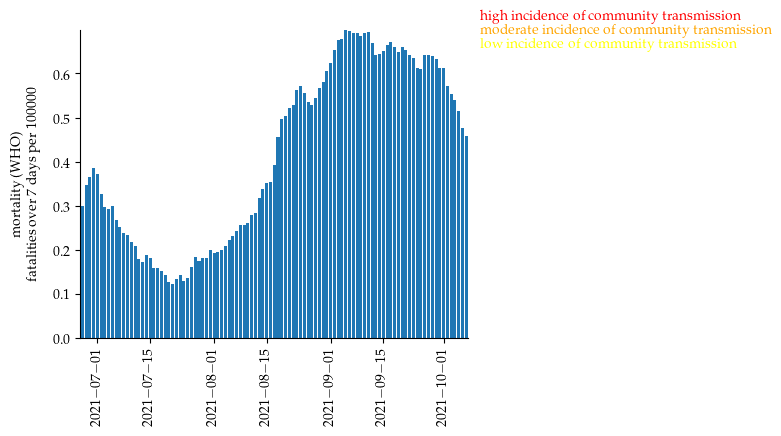 high incidence of community transmission
moderate incidence of community transmission
low incidence of community transmission
mortality (WHO)
fatalities over 7 days per 100000
0.6
0.5
0.4
0.3
0.2
0.1
0.0
2021−07−01
2021−07−15
2021−08−01
2021−08−15
2021−09−01
2021−09−15
2021−10−01